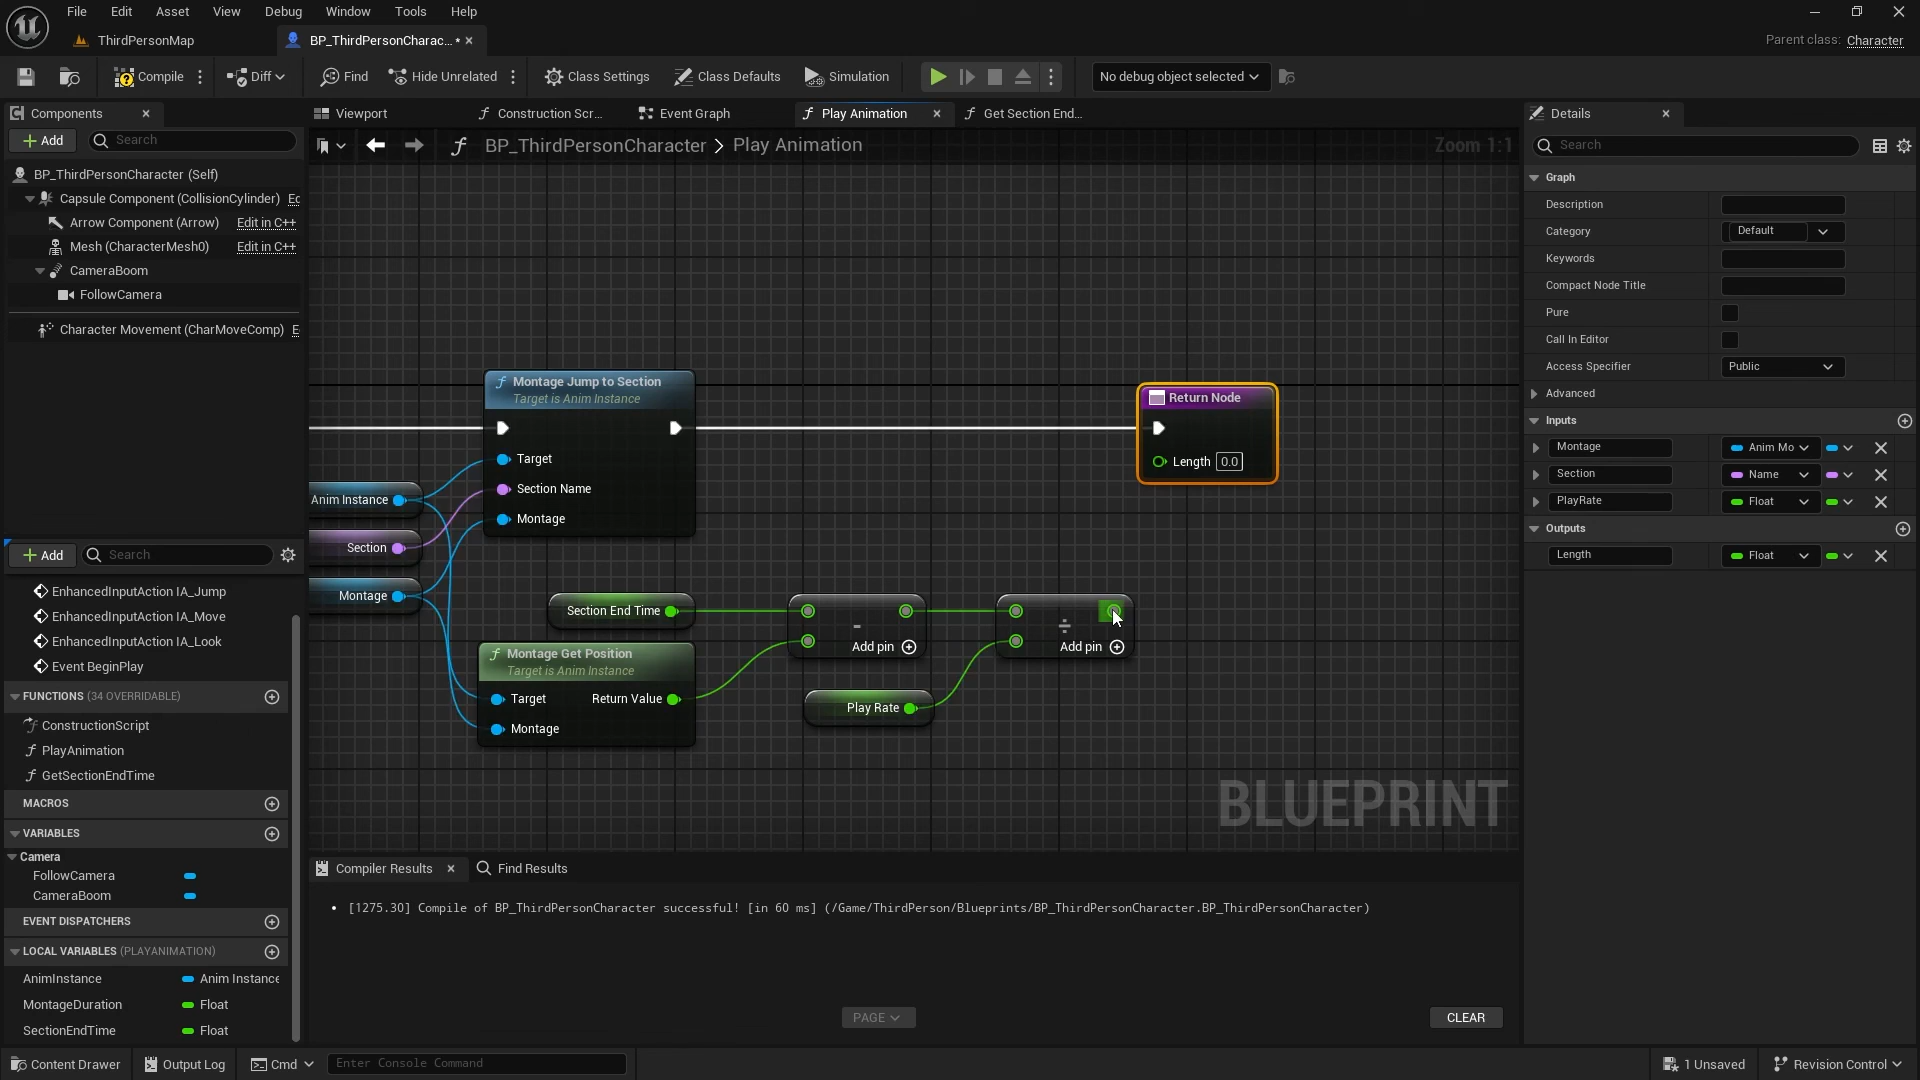 File Edit Asset View Debug Window Tools Help
ThirdPersonMap
BP_ThirdPersonCharac... •
Parent class: Character
Compile
Diff
Find
Hide Unrelated
Class Settings
Class Defaults
Simulation
No debug object selected
Components
Viewport
Construction Scr...
Event Graph
Play Animation
Get Section End...
Details
Add
Search
BP_ThirdPersonCharacter > Play Animation
Zoom 1:1
Search
BP_ThirdPersonCharacter (Self)
Capsule Component (CollisionCylinder) Ec
Arrow Component (Arrow) Edit in C++
Mesh (CharacterMesh0) Edit in C++
CameraBoom
FollowCamera
Character Movement (CharMoveComp) E
Add
Search
EnhancedInputAction IA_Jump
EnhancedInputAction IA_Move
EnhancedInputAction IA_Look
Event BeginPlay
FUNCTIONS (34 OVERRIDABLE)
ConstructionScript
PlayAnimation
GetSectionEndTime
MACROS
VARIABLES
Camera
FollowCamera
CameraBoom
EVENT DISPATCHERS
LOCAL VARIABLES (PLAYANIMATION)
AnimInstance Anim Instance
MontageDuration Float
SectionEndTime Float
Montage Jump to Section
Target is Anim Instance
Target
Section Name
Montage
Anim Instance
Section
Montage
Return Node
Length 0.0
Section End Time
-
Add pin
÷
Add pin
Montage Get Position
Target is Anim Instance
Target Return Value
Montage
Play Rate
BLUEPRINT
Compiler Results
Find Results
• [1275.30] Compile of BP_ThirdPersonCharacter successful! [in 60 ms] (/Game/ThirdPerson/Blueprints/BP_ThirdPersonCharacter.BP_ThirdPersonCharacter)
PAGE
CLEAR
Graph
Description
Category Default
Keywords
Compact Node Title
Pure
Call In Editor
Access Specifier Public
Advanced
Inputs
Montage Anim Mo
Section Name
PlayRate Float
Outputs
Length Float
Content Drawer
Output Log
Cmd
Enter Console Command
1 Unsaved
Revision Control